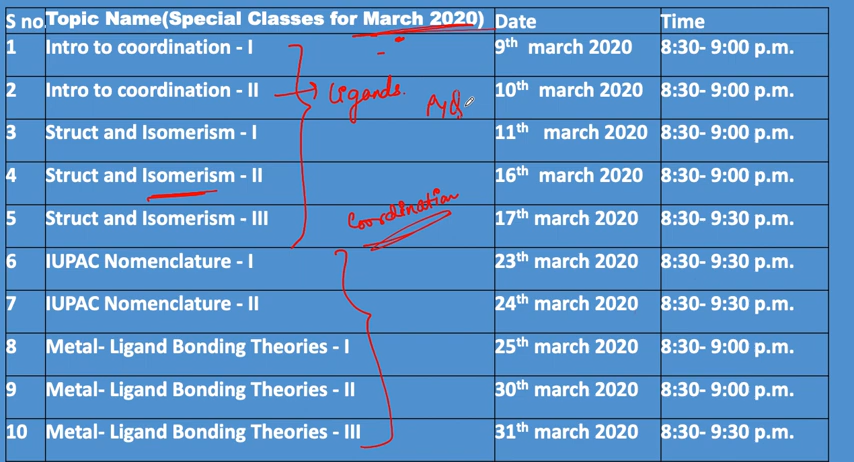 S no Topic Name(Special Classes for March 2020) Date Time
1 Intro to coordination - I 9th march 2020 8:30- 9:00 p.m.
2 Intro to coordination - II 10th march 2020 8:30- 9:00 p.m.
Ligands.
3 Struct and Isomerism - I 11th march 2020 8:30- 9:00 p.m.
4 Struct and Isomerism - II 16th march 2020 8:30- 9:00 p.m.
5 Struct and Isomerism - III 17th march 2020 8:30- 9:30 p.m.
Coordination
6 IUPAC Nomenclature - I 23th march 2020 8:30- 9:30 p.m.
7 IUPAC Nomenclature - II 24th march 2020 8:30- 9:30 p.m.
8 Metal- Ligand Bonding Theories - I 25th march 2020 8:30- 9:00 p.m.
9 Metal- Ligand Bonding Theories - II 30th march 2020 8:30- 9:00 p.m.
10 Metal- Ligand Bonding Theories - III 31th march 2020 8:30- 9:30 p.m.